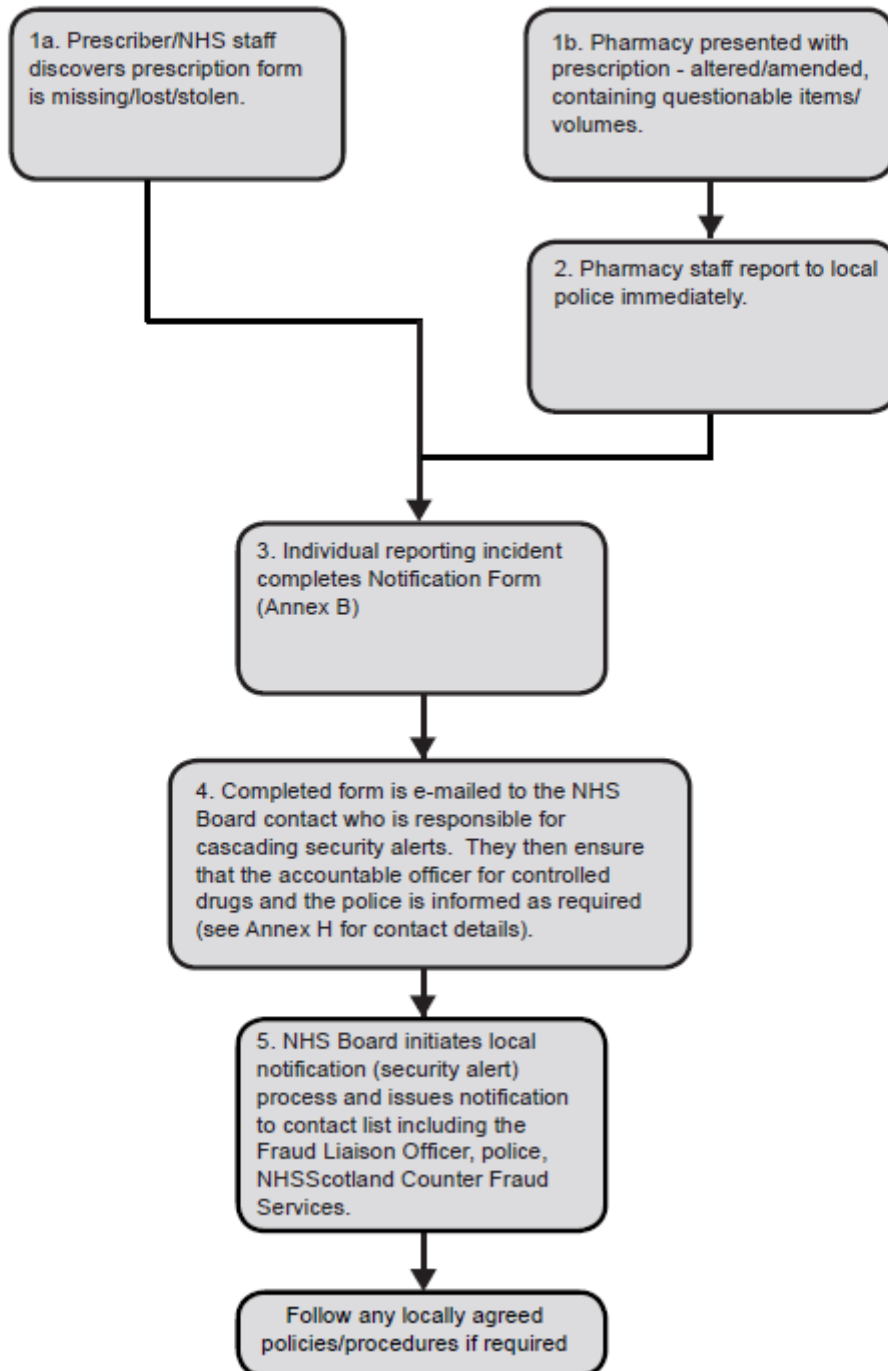 1a. Prescriber/NHS staff
discovers prescription form
is missing/lost/stolen.
1b. Pharmacy presented with
prescription - altered/amended,
containing questionable items/
volumes.
2. Pharmacy staff report to local
police immediately.
3. Individual reporting incident
completes Notification Form
(Annex B)
4. Completed form is e-mailed to the NHS
Board contact who is responsible for
cascading security alerts.  They then ensure
that the accountable officer for controlled
drugs and the police is informed as required
(see Annex H for contact details).
5. NHS Board initiates local
notification (security alert)
process and issues notification
to contact list including the
Fraud Liaison Officer, police,
NHSScotland Counter Fraud
Services.
Follow any locally agreed
policies/procedures if required